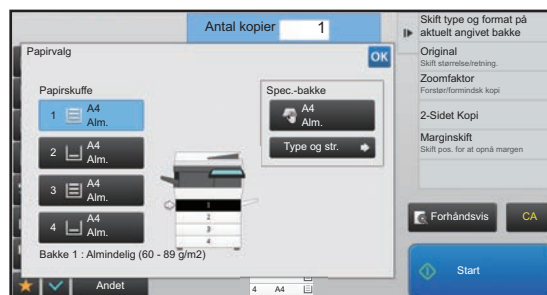 Antal kopier 1
Papirvalg
OK
Papirskuffe
1 A4
Alm.
2 A4
Alm.
3 A4
Alm.
4 A4
Alm.
1
2
3
4
Bakke 1 : Almindelig (60 - 89 g/m2)
Spec.-bakke
A4
Alm.
Type og str.
Skift type og format på
aktuelt angivet bakke
Original
Skift størrelse/retning.
Zoomfaktor
Forstør/formindsk kopi
2-Sidet Kopi
Marginskift
Skift pos. for at opnå margen
Forhåndsvis
CA
Start
Andet
4 A4